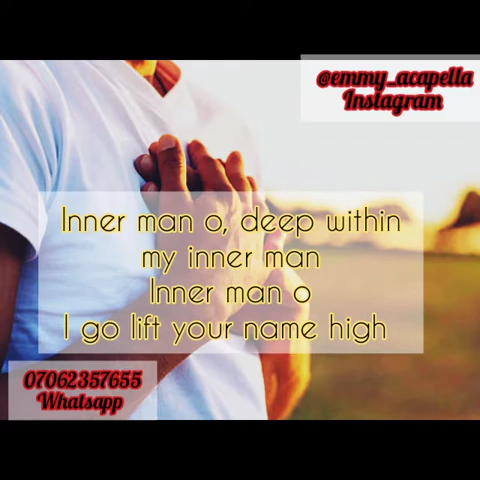 @emmy_acapella
Instagram
Inner man o, deep within
my inner man
Inner man o
I go lift your name high
07062357655
Whatsapp